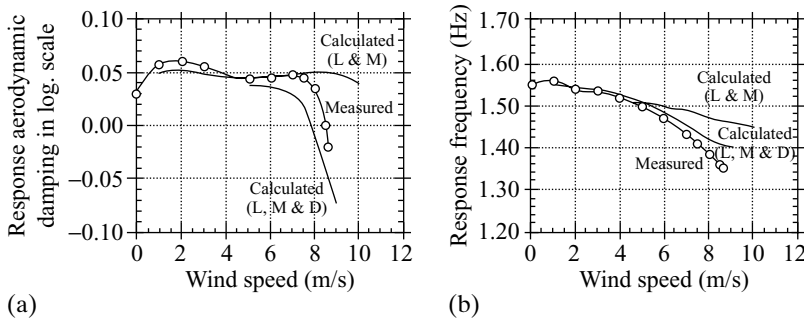 Response aerodynamic
damping in log. scale
0.10
0.05
0.00
–0.05
–0.10
Calculated
(L & M)
Measured
Calculated
(L, M & D)
0 2 4 6 8 10 12
Wind speed (m/s)
(a)
Response frequency (Hz)
1.60
1.56
1.50
1.40
1.30
1.20
Calculated
(L & M)
Calculated
(L, M & D)
Measured
0 2 4 6 8 10 12
Wind speed (m/s)
(b)